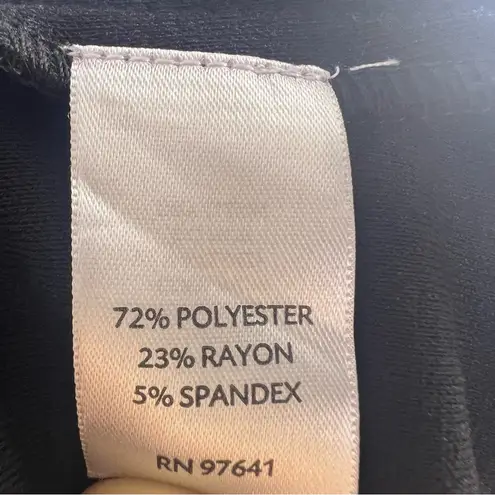 72% POLYESTER
23% RAYON
5% SPANDEX
RN 97641